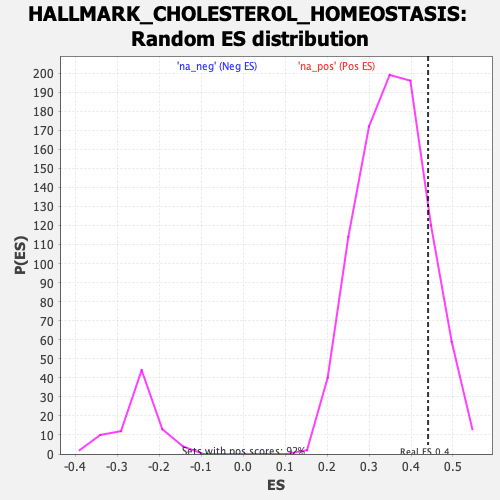 HALLMARK_CHOLESTEROL_HOMEOSTASIS:
Random ES distribution
'na_neg' (Neg ES) 'na_pos' (Pos ES)
200
190
180
170
160
150
140
130
120
110
100
90
80
70
60
50
40
30
20
10
0
P(ES)
Sets with pos scores: 92%
Real ES 0.4
-0.4 -0.3 -0.2 -0.1 0.0 0.1 0.2 0.3 0.4 0.5
ES